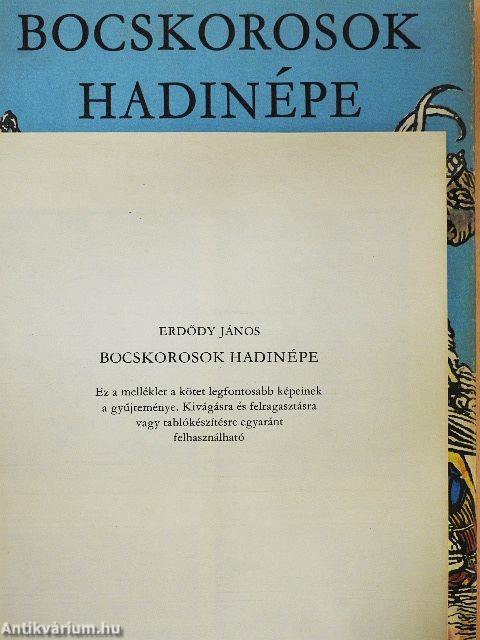 BOCSKOROSOK
HADINÉPE
ERDŐDY JÁNOS
BOCSKOROSOK HADINÉPE
Ez a melléklet a kötet legfontosabb képeinek
a gyűjteménye. Kivágásra és felragasztásra
vagy tablókészítésre egyaránt
felhasználható
Antikvárium.hu